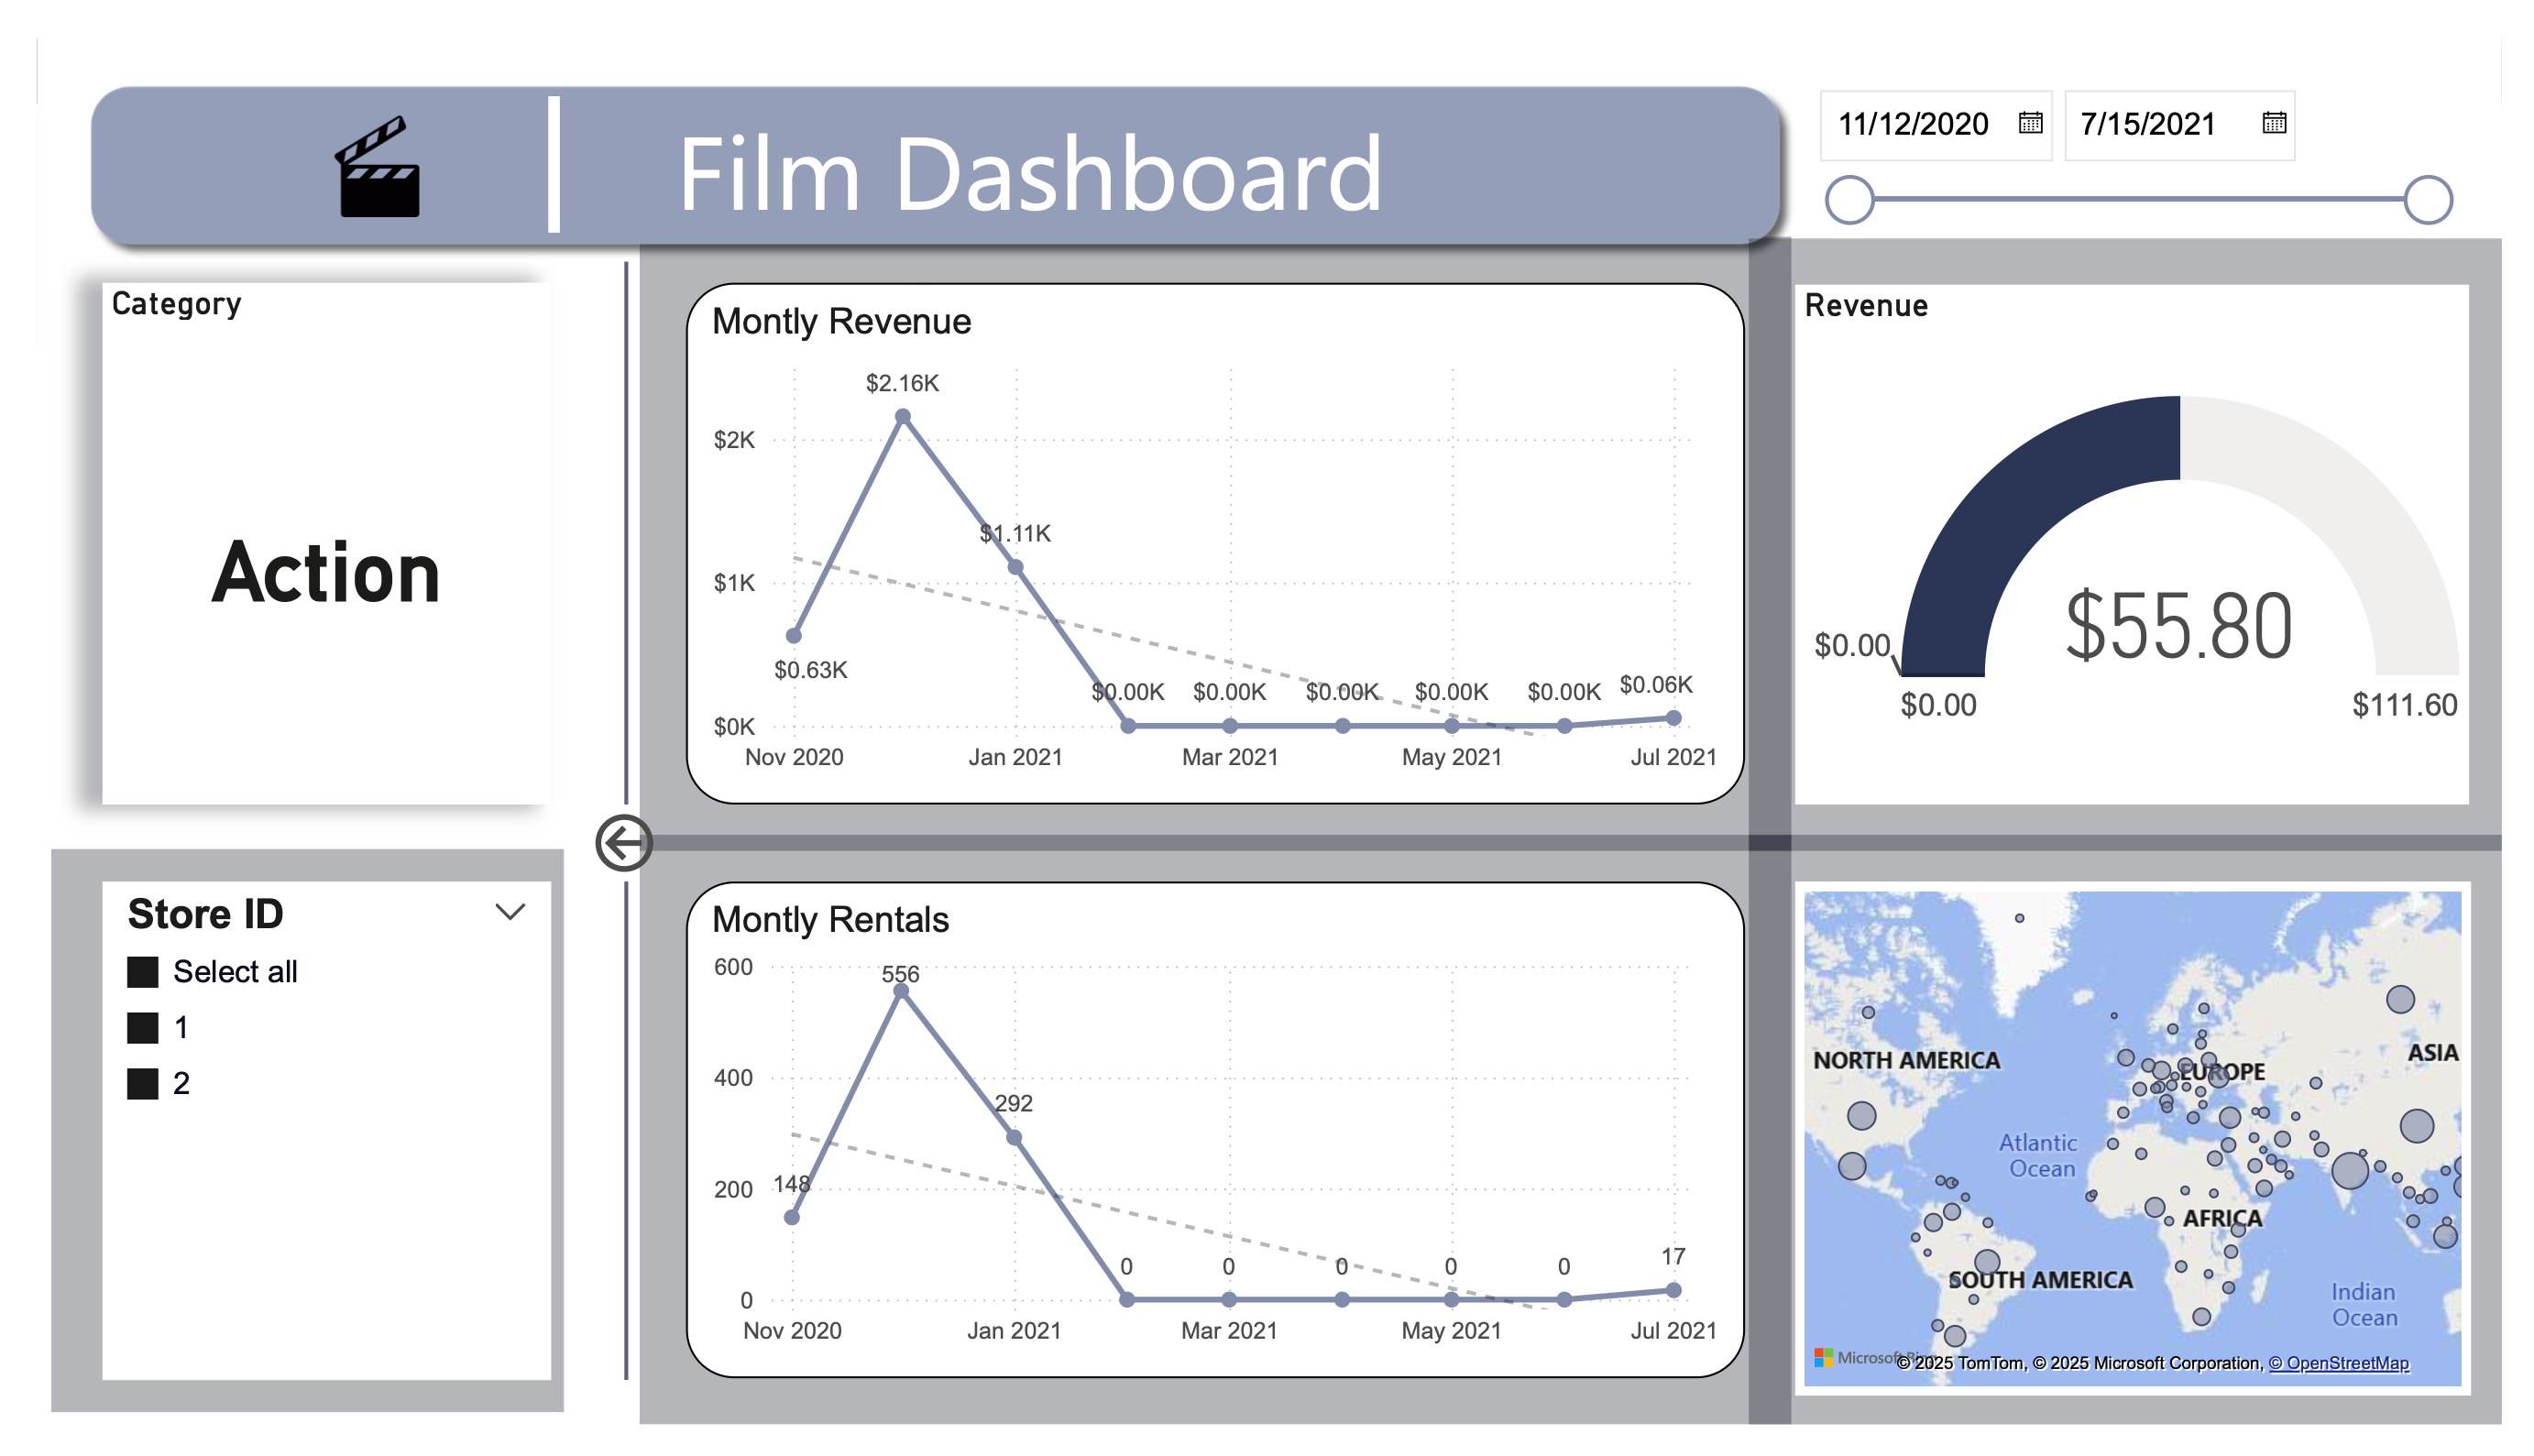 Film Dashboard
11/12/2020
7/15/2021
Category
Action
Montly Revenue
$2.16K
$2K
$1.11K
$1K
$0.63K
$0.00K $0.00K $0.00K $0.00K $0.00K $0.06K
$0K
Nov 2020 Jan 2021 Mar 2021 May 2021 Jul 2021
Revenue
$55.80
$0.00
$0.00
$111.60
Store ID
Select all
1
2
Montly Rentals
600
556
400
292
148
200
0 0 0 0 0 17
0
Nov 2020 Jan 2021 Mar 2021 May 2021 Jul 2021
NORTH AMERICA
ASIA
EUROPE
Atlantic
Ocean
AFRICA
SOUTH AMERICA
Indian
Ocean
Microsoft Bing
© 2025 TomTom, © 2025 Microsoft Corporation, © OpenStreetMap